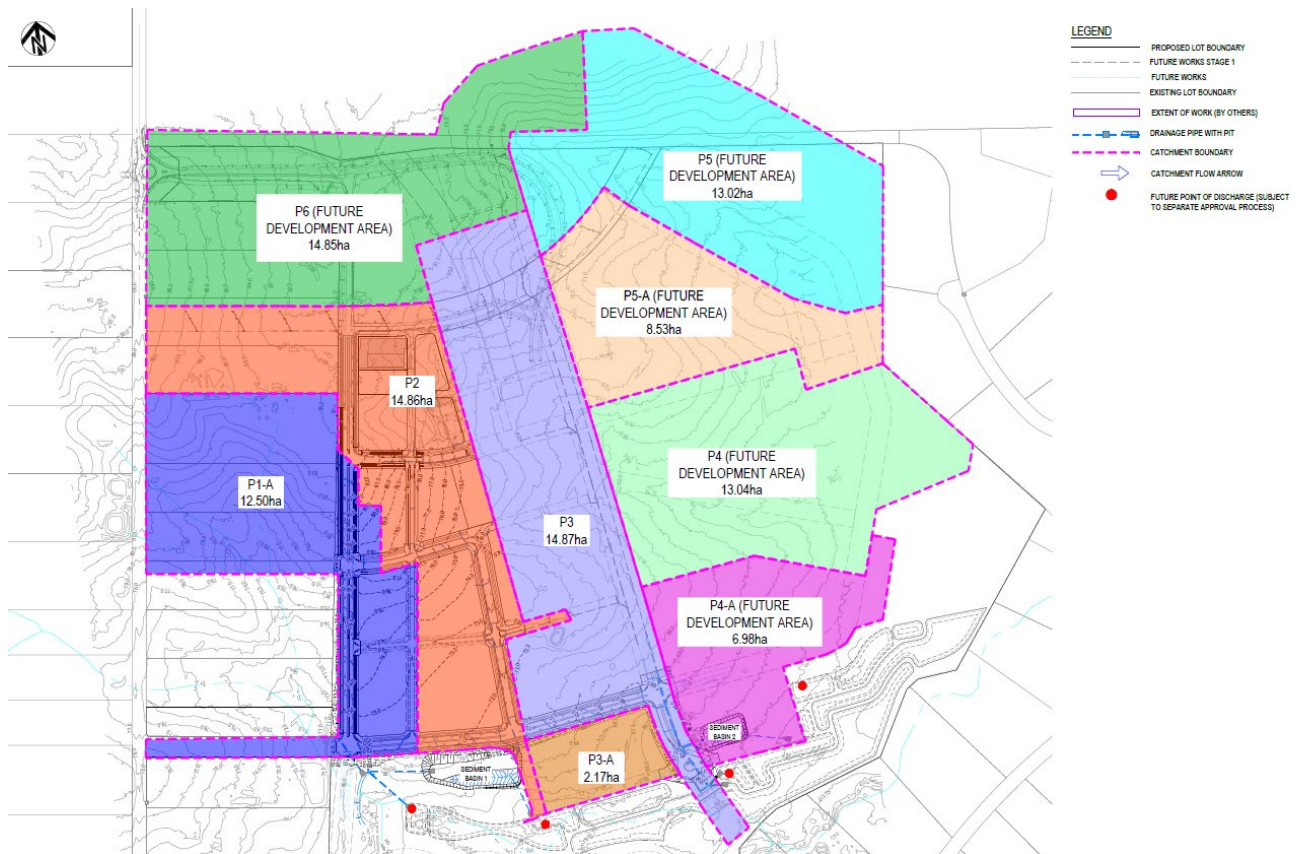 N
LEGEND
PROPOSED LOT BOUNDARY
FUTURE WORKS STAGE 1
FUTURE WORKS
EXISTING LOT BOUNDARY
EXTENT OF WORK (BY OTHERS)
DRAINAGE PIPE WITH PIT
CATCHMENT BOUNDARY
CATCHMENT FLOW ARROW
FUTURE POINT OF DISCHARGE (SUBJECT
TO SEPARATE APPROVAL PROCESS)
P5 (FUTURE
DEVELOPMENT AREA)
13.02ha
P6 (FUTURE
DEVELOPMENT AREA)
14.85ha
P5-A (FUTURE
DEVELOPMENT AREA)
8.53ha
P2
14.86ha
P4 (FUTURE
DEVELOPMENT AREA)
13.04ha
P1-A
12.50ha
P3
14.87ha
P4-A (FUTURE
DEVELOPMENT AREA)
6.98ha
SEDIMENT
BASIN 2
P3-A
2.17ha
SEDIMENT
BASIN 1